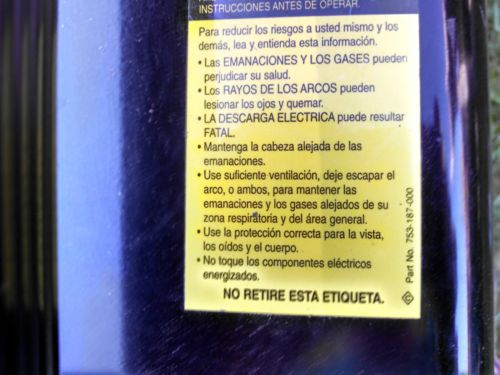 INSTRUCCIONES ANTES DE OPERAR.
Para reducir los riesgos a usted mismo y los
demás, lea y entienda esta información.
• Las EMANACIONES Y LOS GASES pueden
perjudicar su salud.
• Los RAYOS DE LOS ARCOS pueden
lesionar los ojos y quemar.
• LA DESCARGA ELECTRICA puede resultar
FATAL.
• Mantenga la cabeza alejada de las
emanaciones.
• Use suficiente ventilación, deje escapar el
arco, o ambos, para mantener las
emanaciones y los gases alejados de su
zona respiratoria y del área general.
• Use la protección correcta para la vista,
los oídos y el cuerpo.
• No toque los componentes eléctricos
energizados.
NO RETIRE ESTA ETIQUETA.
Part No. 753-187-000